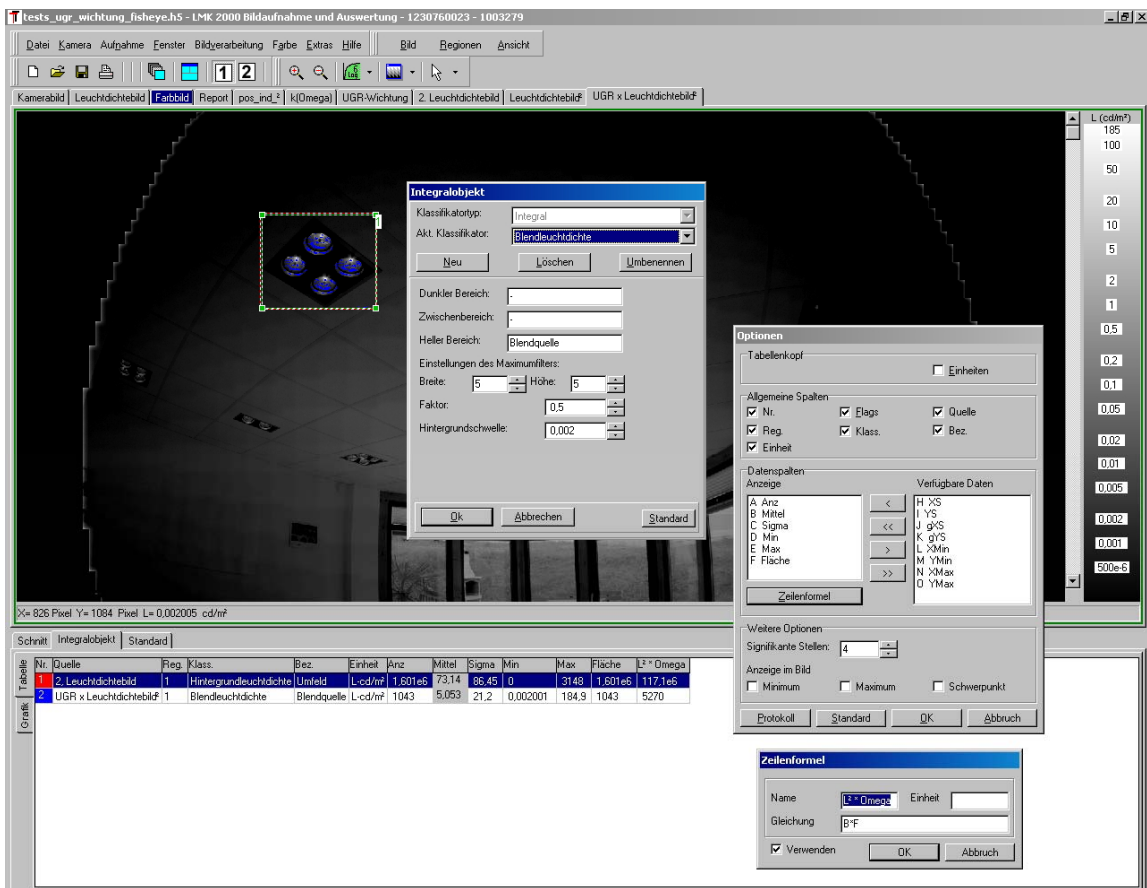 tests_ugr_wichtung_fisheye.h5 - LMK 2000 Bildaufnahme und Auswertung - 1230760023 - 1003279
Datei Kamera Aufnahme Fenster Bildverarbeitung Farbe Extras Hilfe Bild Regionen Ansicht
1 2
Kamerabild Leuchtdichtebild Farbbild Report pos_ind_² k(Omega) UGR-Wichtung 2. Leuchtdichtebild Leuchtdichtebild² UGR x Leuchtdichtebild²
L (cd/m²)
185
100
50
20
10
5
2
1
0,5
0,2
0,1
0,05
0,02
0,01
0,005
0,002
0,001
500e-6
1
Integralobjekt
Klassifikatortyp: Integral
Akt. Klassifikator: Blendleuchtdichte
Neu Löschen Umbenennen
Dunkler Bereich: -
Zwischenbereich: -
Heller Bereich: Blendquelle
Einstellungen des Maximumfilters:
Breite: 5 Höhe: 5
Faktor: 0,5
Hintergrundschwelle: 0,002
Ok Abbrechen Standard
Optionen
Tabellenkopf
Einheiten
Allgemeine Spalten
Nr. Flags Quelle
Reg. Klass. Bez.
Einheit
Datenspalten
Anzeige Verfügbare Daten
A Anz
B Mittel
C Sigma
D Min
E Max
F Fläche
<
<<
>
>>
H XS
I YS
J gXS
K gYS
L XMin
M YMin
N XMax
O YMax
Zeilenformel
Weitere Optionen
Signifikante Stellen: 4
Anzeige im Bild
Minimum Maximum Schwerpunkt
Protokoll Standard OK Abbruch
X= 826 Pixel Y= 1084 Pixel L= 0,002005 cd/m²
Schnitt Integralobjekt Standard
Tabelle
Grafik
Nr. Quelle Reg. Klass. Bez. Einheit Anz Mittel Sigma Min Max Fläche L² * Omega
1 2. Leuchtdichtebild 1 Hintergrundleuchtdichte Umfeld L-cd/m² 1,601e6 73,14 86,45 0 3148 1,601e6 117,1e6
2 UGR x Leuchtdichtebild² 1 Blendleuchtdichte Blendquelle L-cd/m² 1043 5,053 21,2 0,002001 184,9 1043 5270
Zeilenformel
Name L² * Omega Einheit
Gleichung B*F
Verwenden OK Abbruch